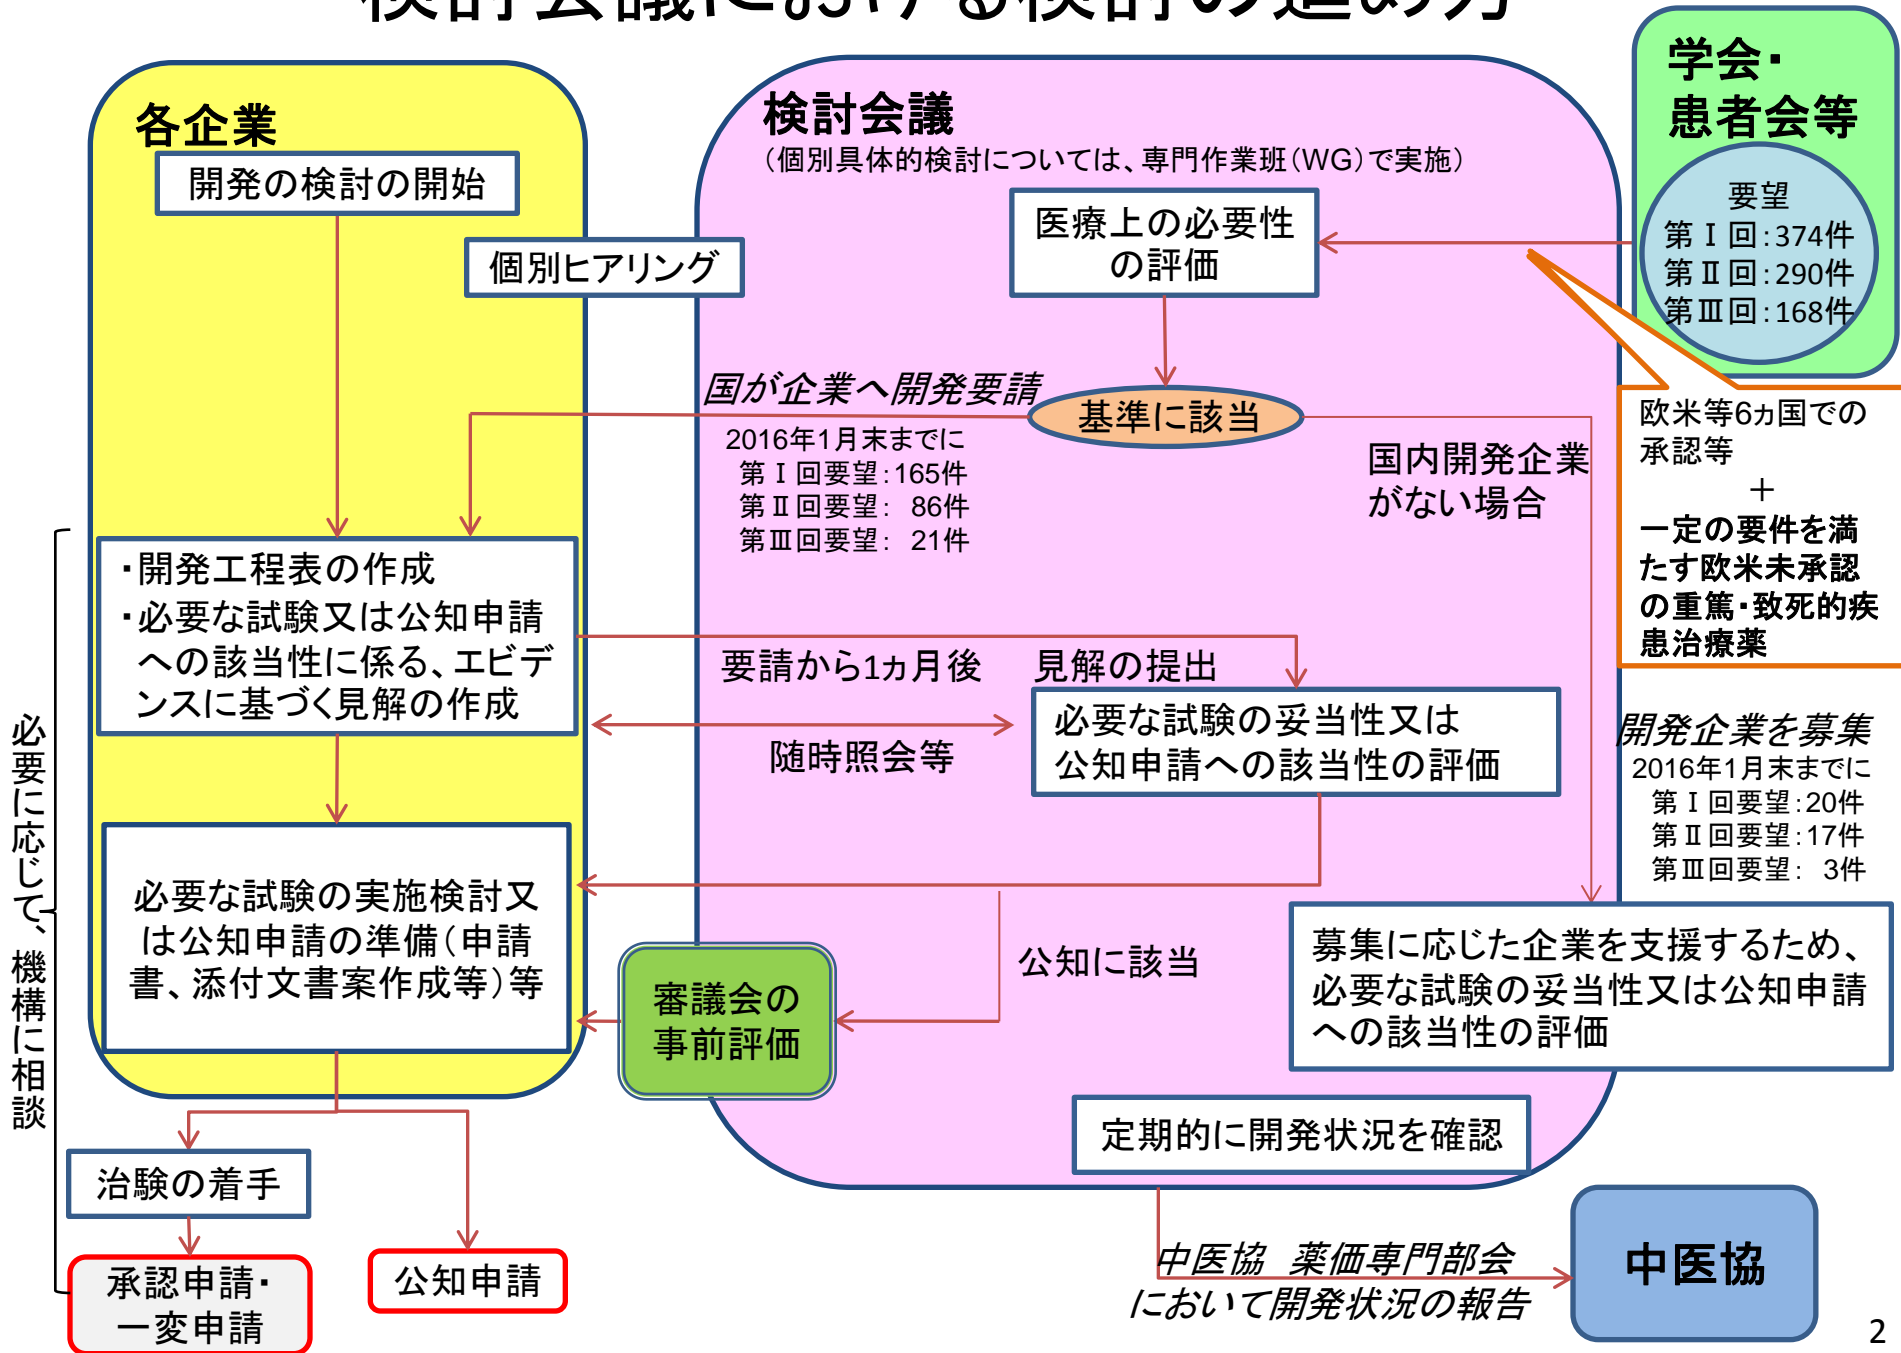 検討会議における検討の進め方
学会・
患者会等
要望
第Ⅰ回：374件
第Ⅱ回：290件
第Ⅲ回：168件
各企業
開発の検討の開始
個別ヒアリング
検討会議
（個別具体的検討については、専門作業班（WG）で実施）
医療上の必要性
の評価
国が企業へ開発要請
2016年1月末までに
第Ⅰ回要望：165件
第Ⅱ回要望： 86件
第Ⅲ回要望： 21件
基準に該当
国内開発企業
がない場合
欧米等6ヵ国での
承認等
＋
一定の要件を満
たす欧米未承認
の重篤・致死的疾
患治療薬
・開発工程表の作成
・必要な試験又は公知申請
への該当性に係る、エビデ
ンスに基づく見解の作成
要請から1ヵ月後
見解の提出
随時照会等
必要な試験の妥当性又は
公知申請への該当性の評価
開発企業を募集
2016年1月末までに
第Ⅰ回要望：20件
第Ⅱ回要望：17件
第Ⅲ回要望： 3件
必要に応じて、機構に相談
必要な試験の実施検討又
は公知申請の準備（申請
書、添付文書案作成等）等
審議会の
事前評価
公知に該当
募集に応じた企業を支援するため、
必要な試験の妥当性又は公知申請
への該当性の評価
定期的に開発状況を確認
治験の着手
承認申請・
一変申請
公知申請
中医協 薬価専門部会
において開発状況の報告
中医協
2